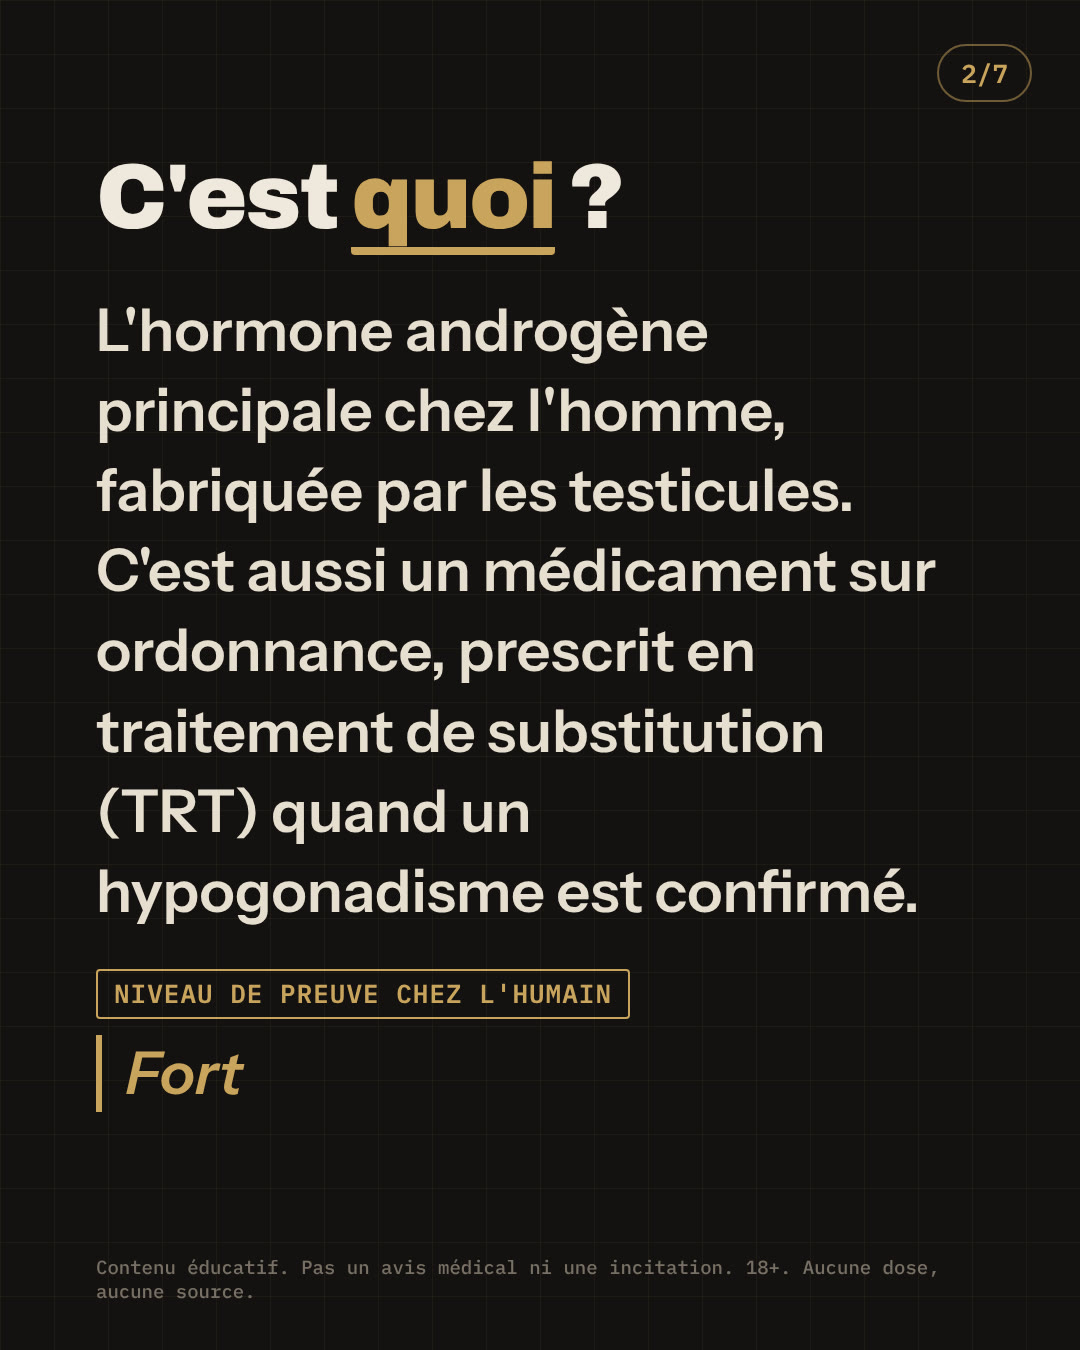 2/7
C'est quoi ?
L'hormone androgène
principale chez l'homme,
fabriquée par les testicules.
C'est aussi un médicament sur
ordonnance, prescrit en
traitement de substitution
(TRT) quand un
hypogonadisme est confirmé.
NIVEAU DE PREUVE CHEZ L'HUMAIN
Fort
Contenu éducatif. Pas un avis médical ni une incitation. 18+. Aucune dose,
aucune source.